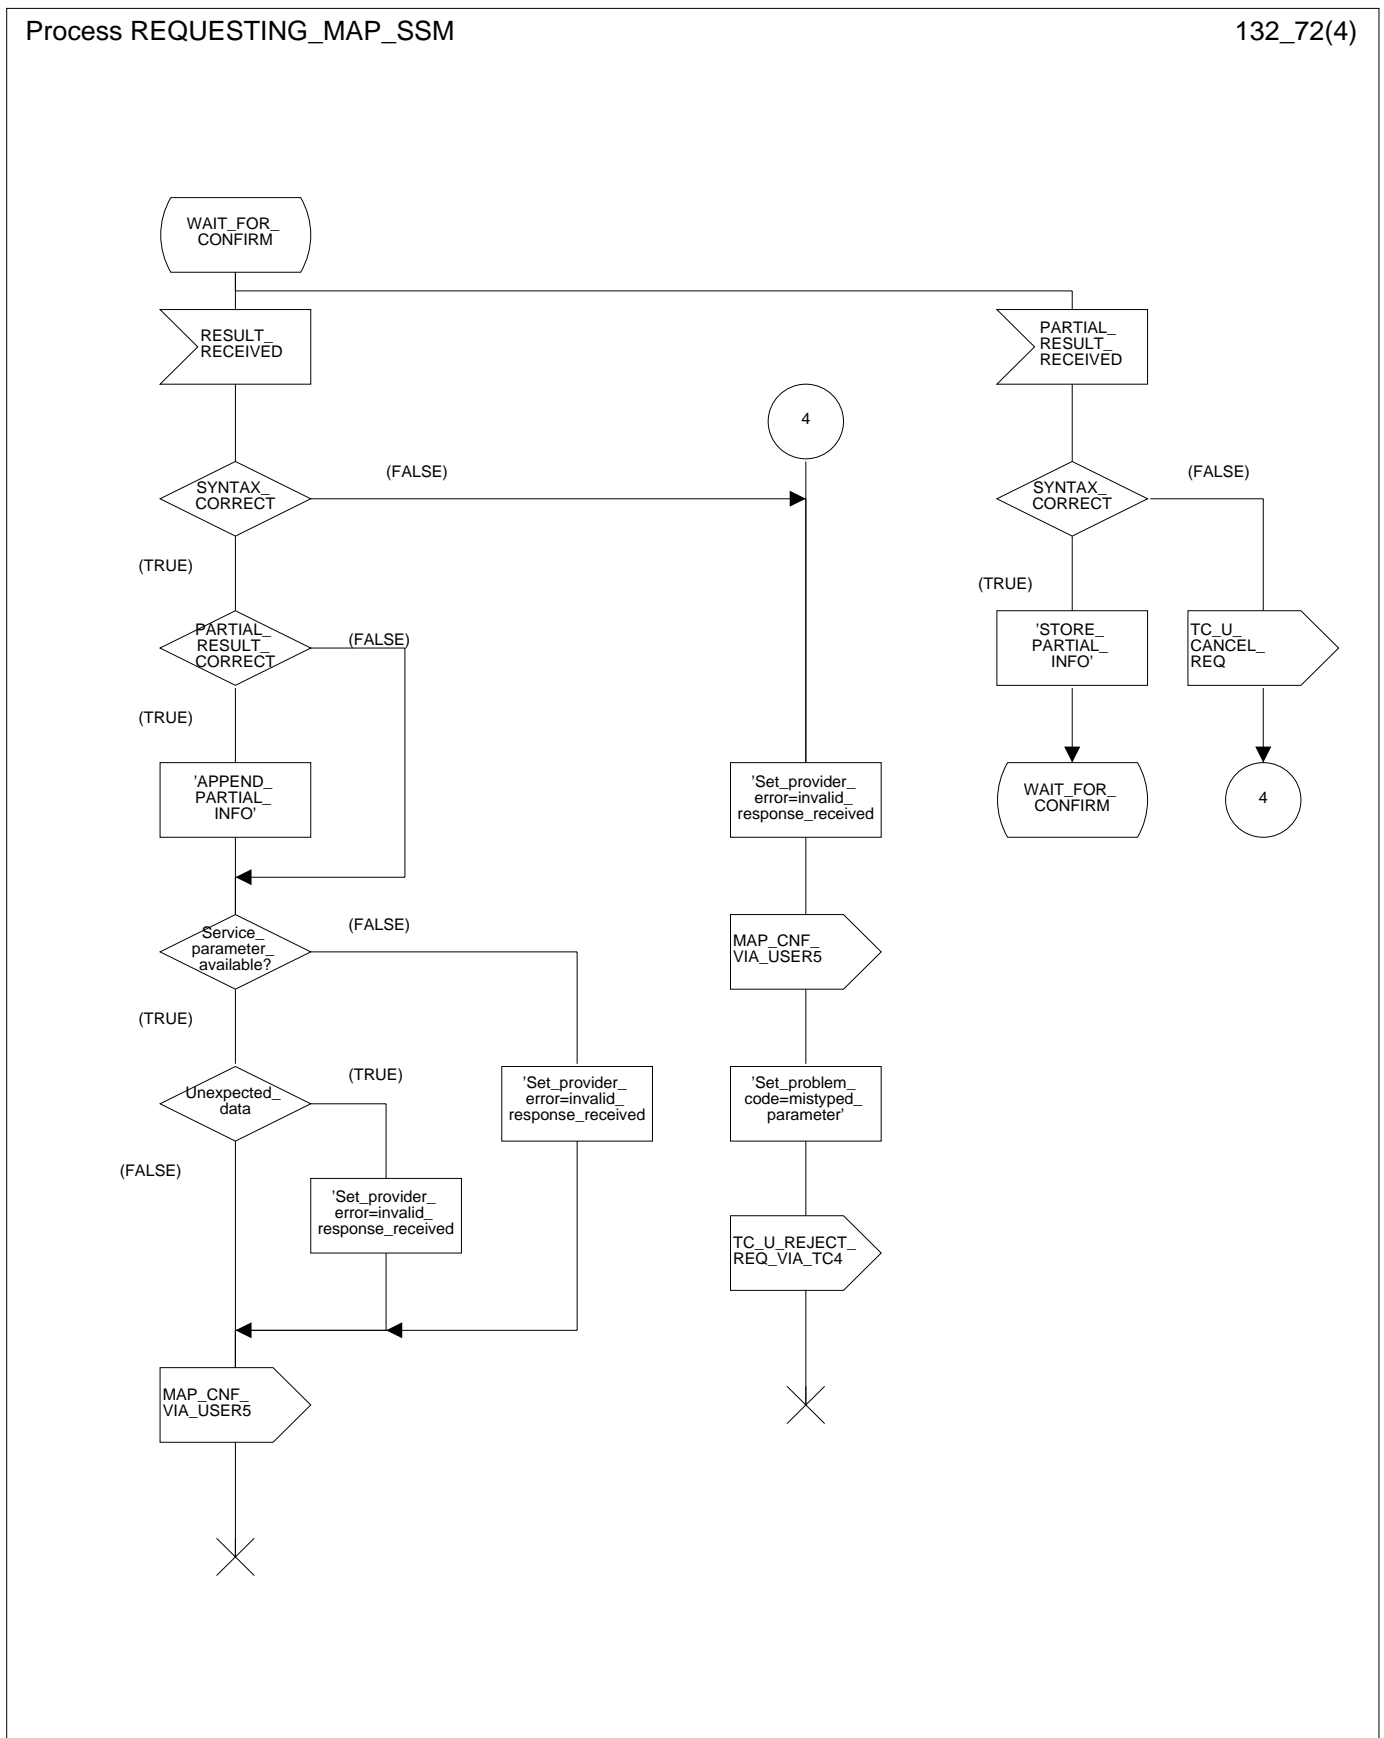 Process REQUESTING_MAP_SSM
132_72(4)
WAIT_FOR_
CONFIRM
RESULT_
RECEIVED
PARTIAL_
RESULT_
RECEIVED
4
SYNTAX_
CORRECT
(FALSE)
SYNTAX_
CORRECT
(FALSE)
(TRUE)
(TRUE)
PARTIAL_
RESULT_
CORRECT
(FALSE)
'STORE_
PARTIAL_
INFO'
TC_U_
CANCEL_
REQ
(TRUE)
'APPEND_
PARTIAL_
INFO'
'Set_provider_
error=invalid_
response_received
WAIT_FOR_
CONFIRM
4
Service_
parameter_
available?
(FALSE)
MAP_CNF_
VIA_USER5
(TRUE)
Unexpected_
data
(TRUE)
'Set_provider_
error=invalid_
response_received
'Set_problem_
code=mistyped_
parameter'
(FALSE)
'Set_provider_
error=invalid_
response_received
TC_U_REJECT_
REQ_VIA_TC4
MAP_CNF_
VIA_USER5